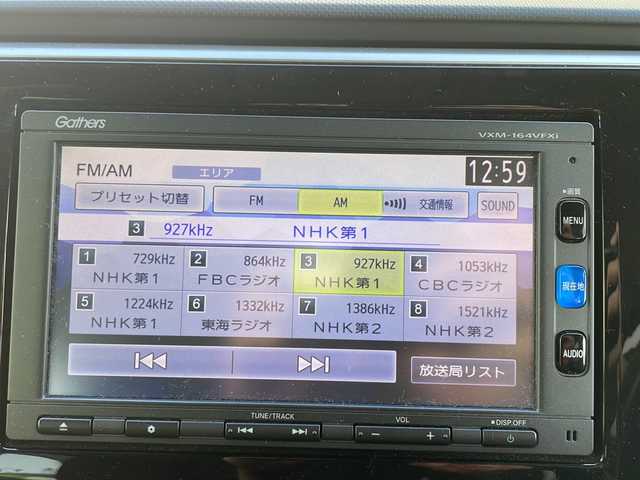 Gathers
VXM-164VFXi
FM/AM エリア 12:59
プリセット切替 FM AM 交通情報 SOUND
3 927kHz NHK第1
1 729kHz 2 864kHz 3 927kHz 4 1053kHz
NHK第1 FBCラジオ NHK第1 CBCラジオ
5 1224kHz 6 1332kHz 7 1386kHz 8 1521kHz
NHK第1 東海ラジオ NHK第2 NHK第2
放送局リスト
画質
MENU
現在地
AUDIO
TUNE/TRACK VOL DISP.OFF
− +